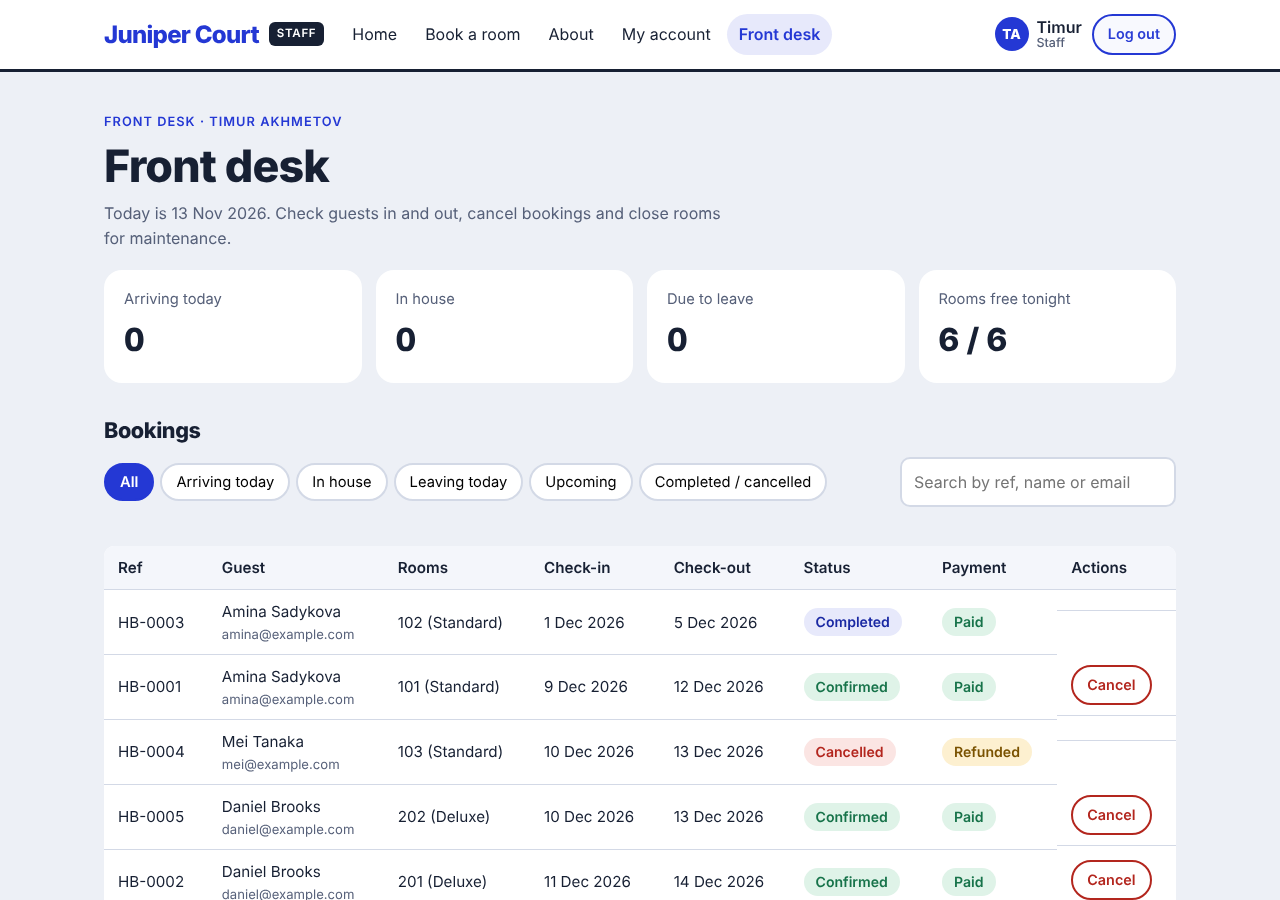 Juniper Court STAFF Home Book a room About My account Front desk TA Timur Staff Log out
FRONT DESK · TIMUR AKHMETOV
Front desk
Today is 13 Nov 2026. Check guests in and out, cancel bookings and close rooms
for maintenance.
Arriving today In house Due to leave Rooms free tonight
0 0 0 6 / 6
Bookings
All Arriving today In house Leaving today Upcoming Completed / cancelled Search by ref, name or email
Ref Guest Rooms Check-in Check-out Status Payment Actions
HB-0003 Amina Sadykova amina@example.com 102 (Standard) 1 Dec 2026 5 Dec 2026 Completed Paid
HB-0001 Amina Sadykova amina@example.com 101 (Standard) 9 Dec 2026 12 Dec 2026 Confirmed Paid Cancel
HB-0004 Mei Tanaka mei@example.com 103 (Standard) 10 Dec 2026 13 Dec 2026 Cancelled Refunded
HB-0005 Daniel Brooks daniel@example.com 202 (Deluxe) 10 Dec 2026 13 Dec 2026 Confirmed Paid Cancel
HB-0002 Daniel Brooks daniel@example.com 201 (Deluxe) 11 Dec 2026 14 Dec 2026 Confirmed Paid Cancel